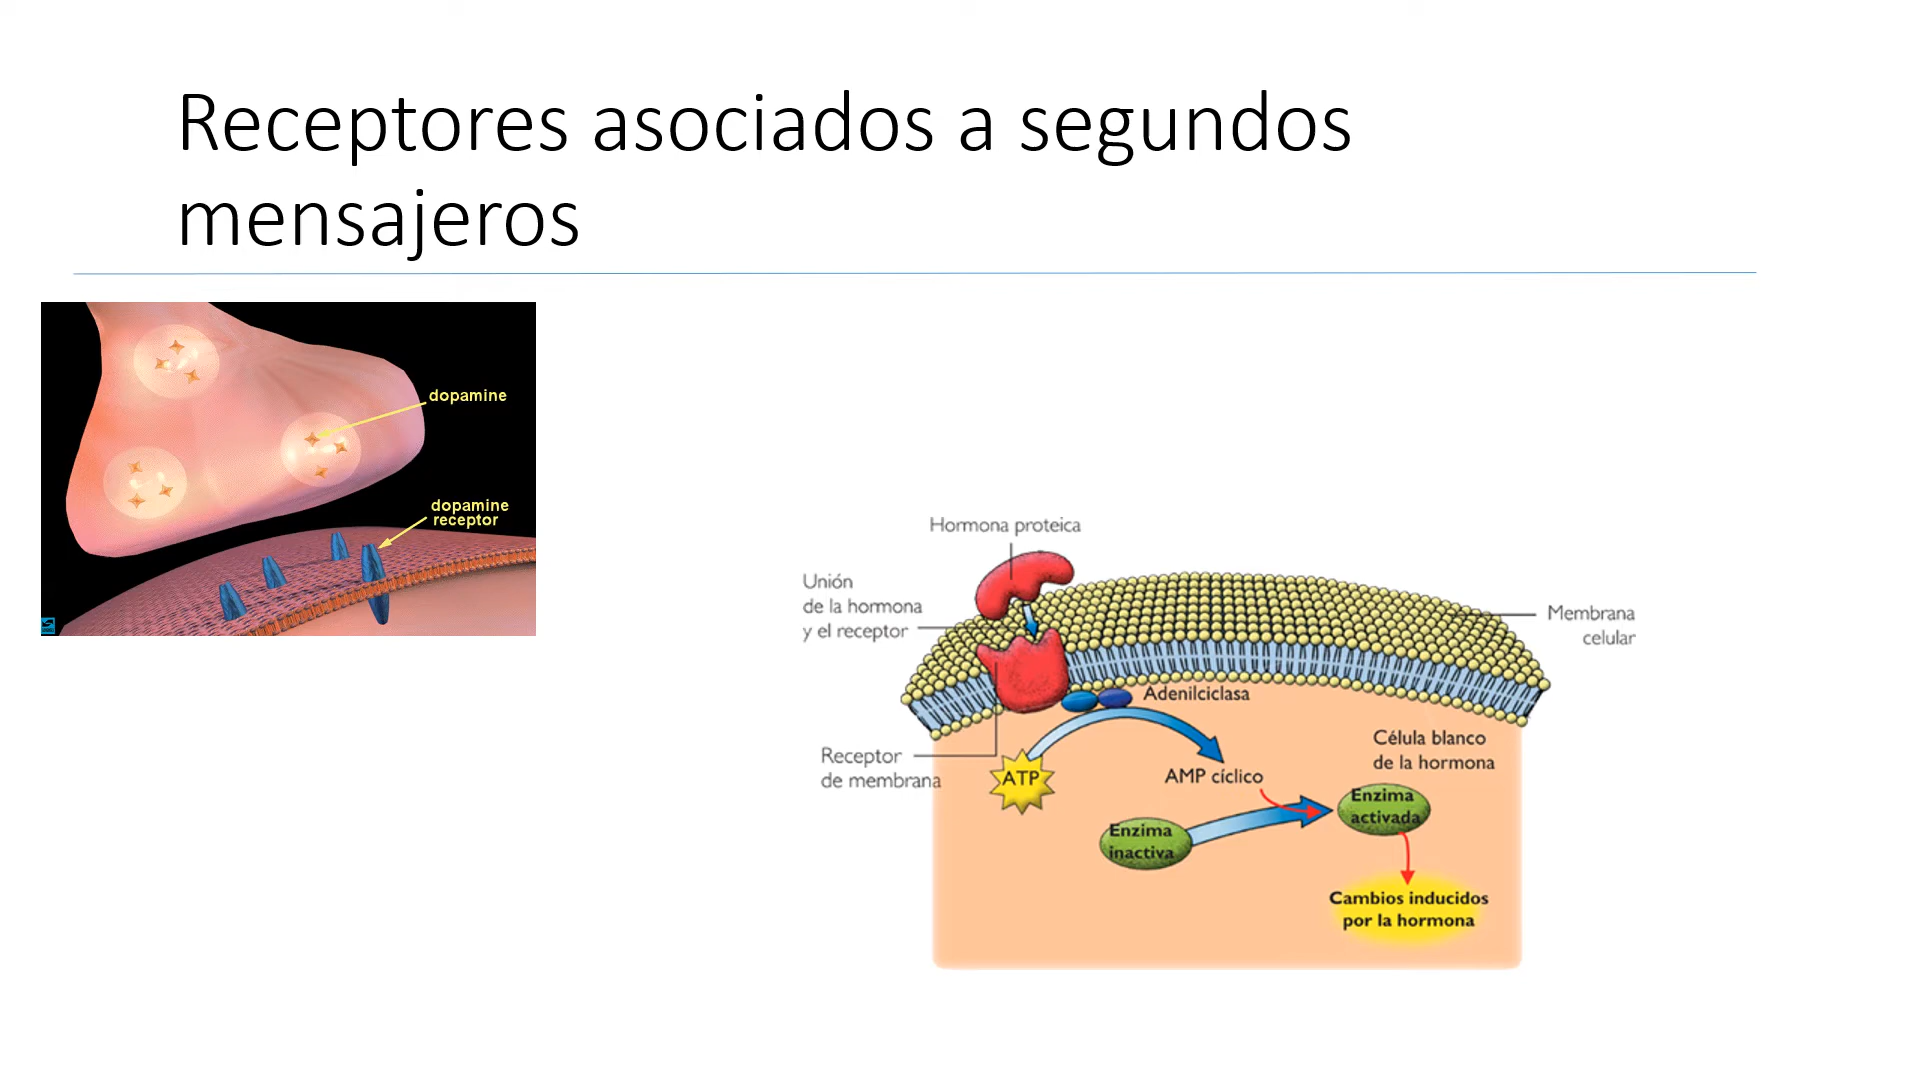 Receptores asociados a segundos
mensajeros
dopamine
dopamine
receptor
Hormona proteica
Unión
de la hormona
y el receptor
Membrana
celular
Adenilciclasa
Receptor
de membrana
ATP
AMP cíclico
Célula blanco
de la hormona
Enzima
activada
Enzima
inactiva
Cambios inducidos
por la hormona